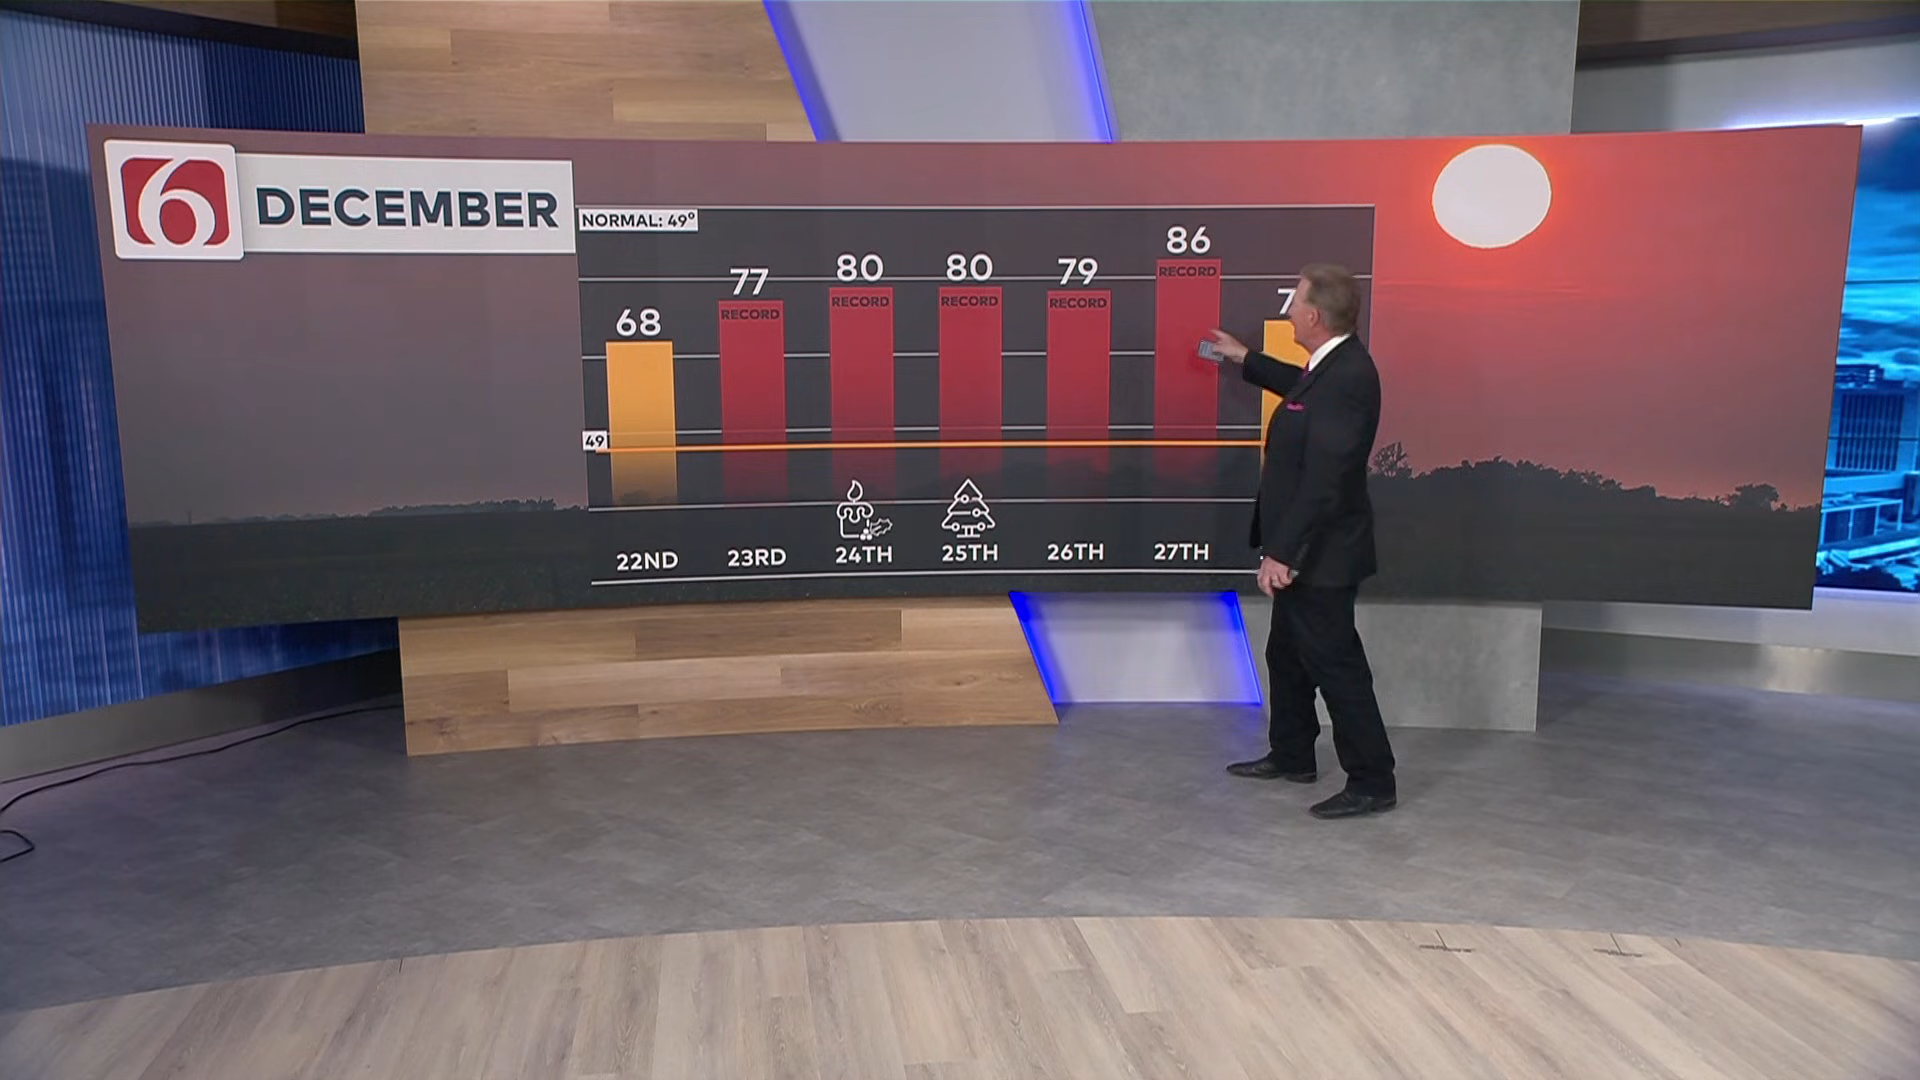 6
DECEMBER
NORMAL: 49°
68
77
80
80
79
86
7
RECORD
RECORD
RECORD
RECORD
RECORD
49
22ND
23RD
24TH
25TH
26TH
27TH